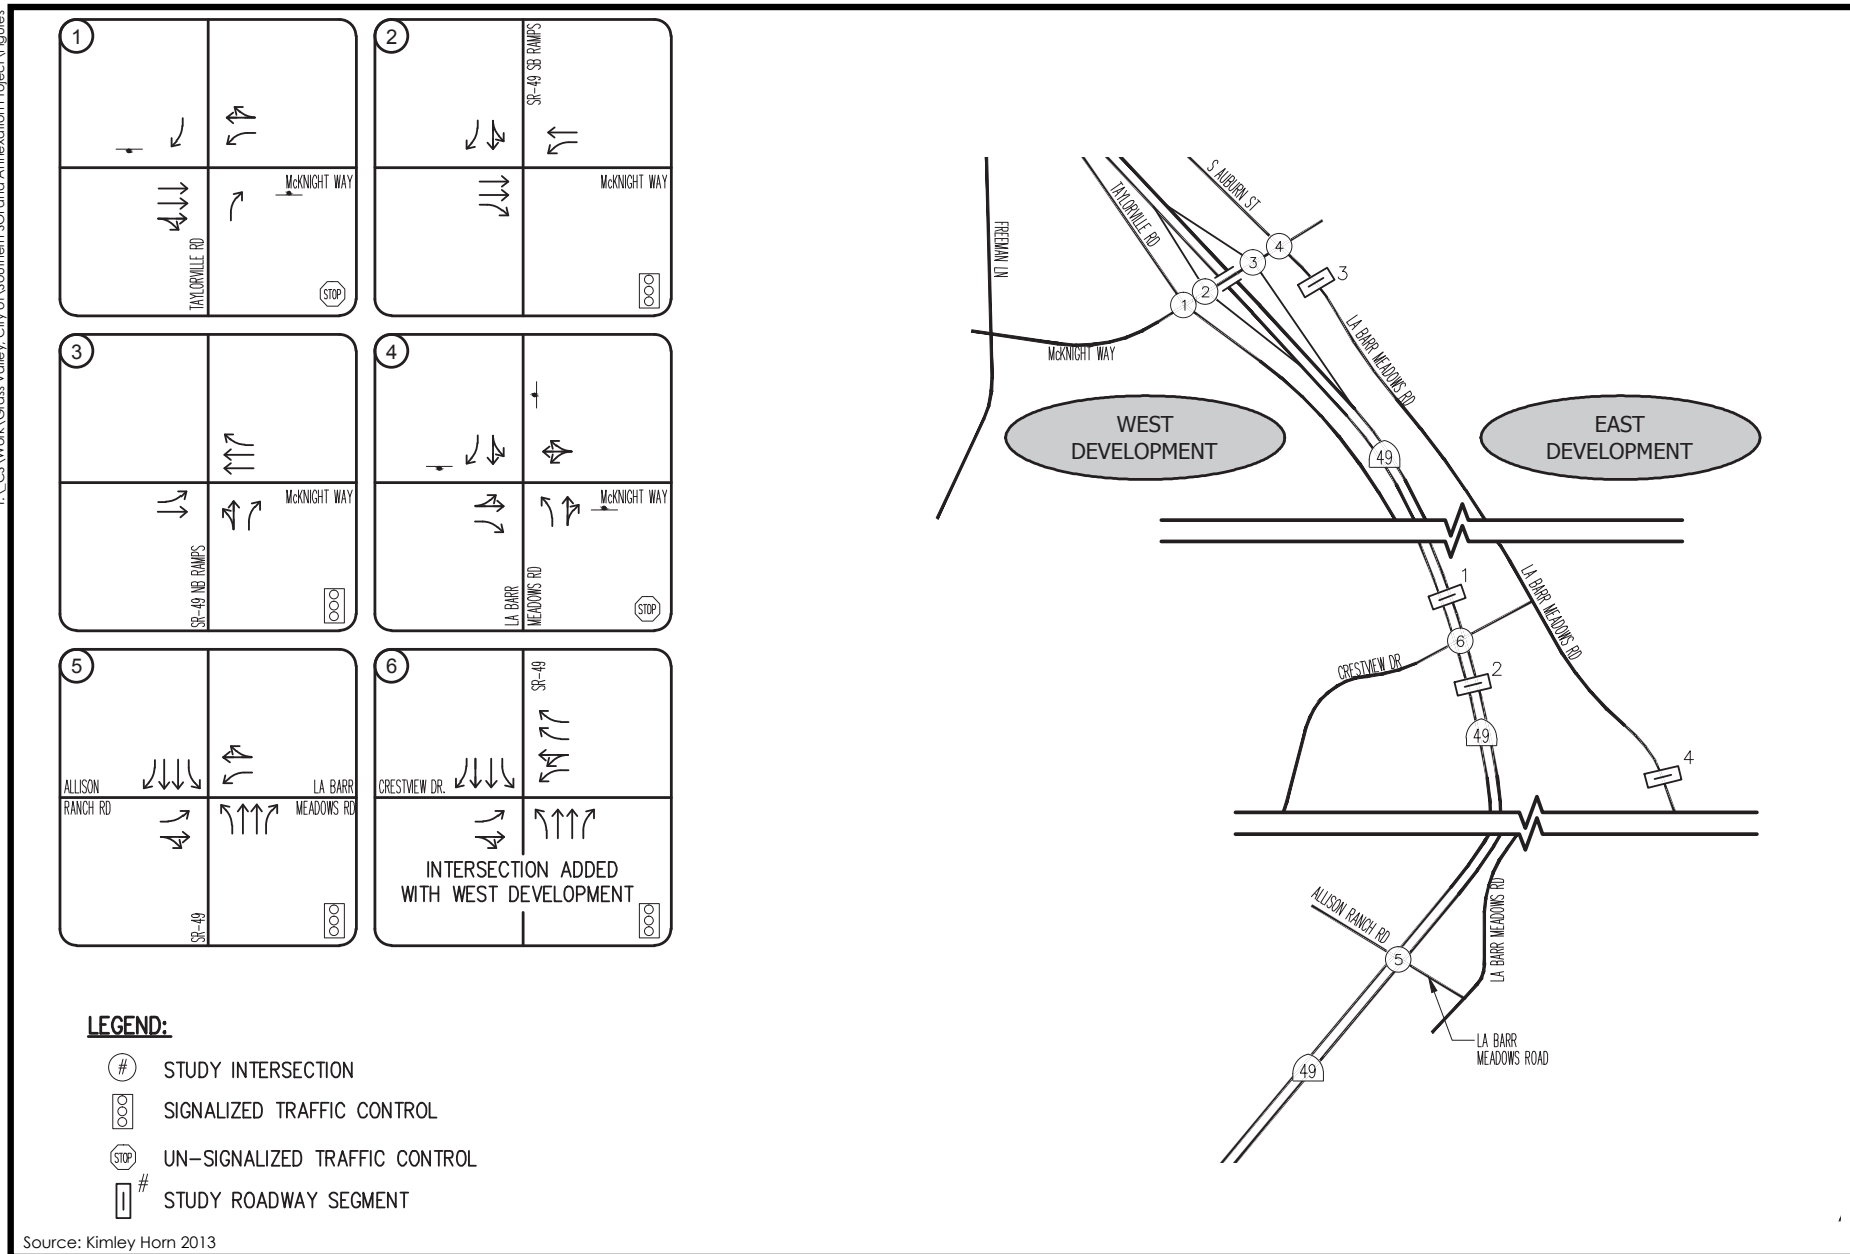 1
McKNIGHT WAY
TAYLORVILLE RD
STOP
2
SR-49 SB RAMPS
McKNIGHT WAY
3
McKNIGHT WAY
SR-49 NB RAMPS
4
McKNIGHT WAY
LA BARR
MEADOWS RD
STOP
5
ALLISON
RANCH RD
LA BARR
MEADOWS RD
SR-49
6
SR-49
CRESTVIEW DR.
INTERSECTION ADDED
WITH WEST DEVELOPMENT
S AUBURN ST
TAYLORVILLE RD
FREEMAN LN
4
3
3
2
1
McKNIGHT WAY
LA BARR MEADOWS RD
WEST
DEVELOPMENT
EAST
DEVELOPMENT
49
1
LA BARR MEADOWS RD
6
CRESTVIEW DR
2
49
4
ALLISON RANCH RD
LA BARR MEADOWS RD
5
LA BARR
MEADOWS ROAD
49
LEGEND:
# STUDY INTERSECTION
SIGNALIZED TRAFFIC CONTROL
STOP UN-SIGNALIZED TRAFFIC CONTROL
# STUDY ROADWAY SEGMENT
Source: Kimley Horn 2013